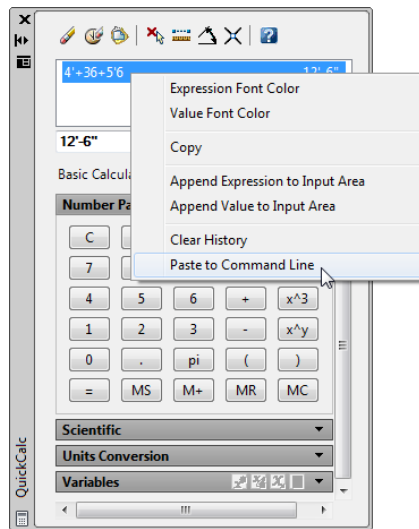 4'+36+5'6 12'-6"
Expression Font Color
Value Font Color
Copy
Append Expression to Input Area
Append Value to Input Area
Clear History
Paste to Command Line
12'-6"
Basic
Number
C
7
4 5 6 + x^3
1 2 3 - x^y
0 . pi ( )
= MS M+ MR MC
Scientific
Units Conversion
Variables
QuickCalc